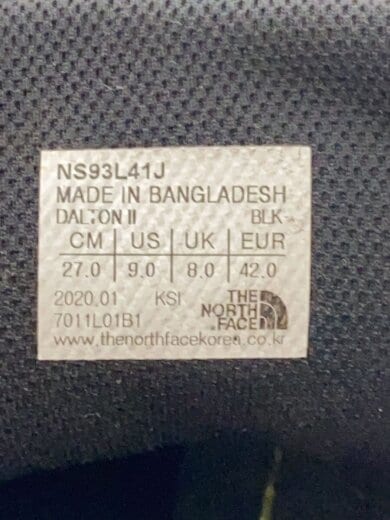 NS93L41J
MADE IN BANGLADESH
DALTON II BLK
CM US UK EUR
27.0 9.0 8.0 42.0
2020.01 KSI
7011L01B1
THE
NORTH
FACE
www.thenorthfacekorea.co.kr